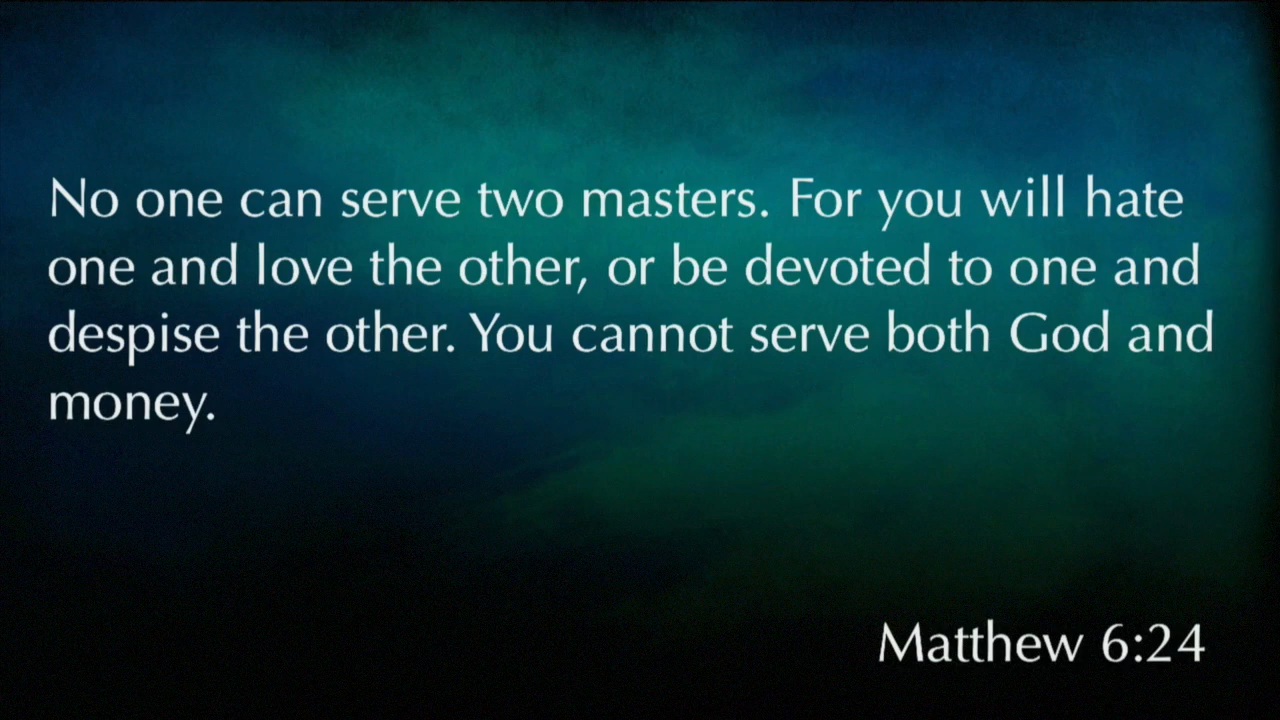 No one can serve two masters. For you will hate
one and love the other, or be devoted to one and
despise the other. You cannot serve both God and
money.
Matthew 6:24